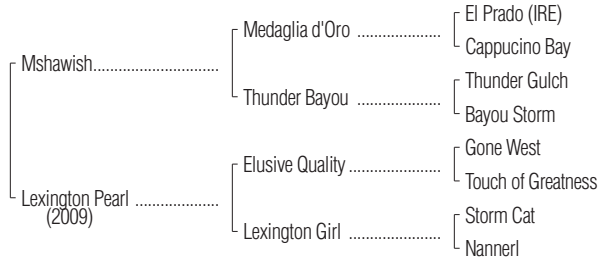 El Prado (IRE)
Medaglia d'Oro ....................
Cappucino Bay
Mshawish..............................
Thunder Gulch
Thunder Bayou ....................
Bayou Storm
Gone West
Elusive Quality ......................
Touch of Greatness
Lexington Pearl ....................
(2009)
Storm Cat
Lexington Girl ......................
Nannerl